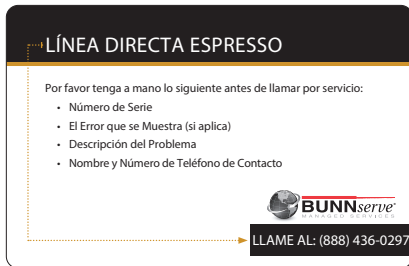 LÍNEA DIRECTA ESPRESSO
Por favor tenga a mano lo siguiente antes de llamar por servicio:
• Número de Serie
• El Error que se Muestra (si aplica)
• Descripción del Problema
• Nombre y Número de Teléfono de Contacto
BUNNserve
MANAGED SERVICES
LLAME AL: (888) 436-0297